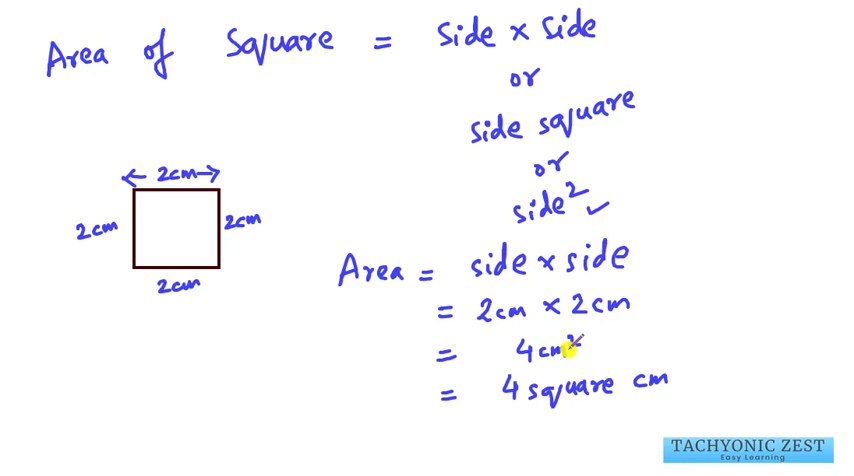 Area of Square = Side × Side
or
side square
or
side² ✓
← 2cm →
2cm
2cm
2cm
Area = side × side
= 2cm × 2cm
= 4cm²
= 4 square cm
TACHYONIC ZEST
Easy Learning